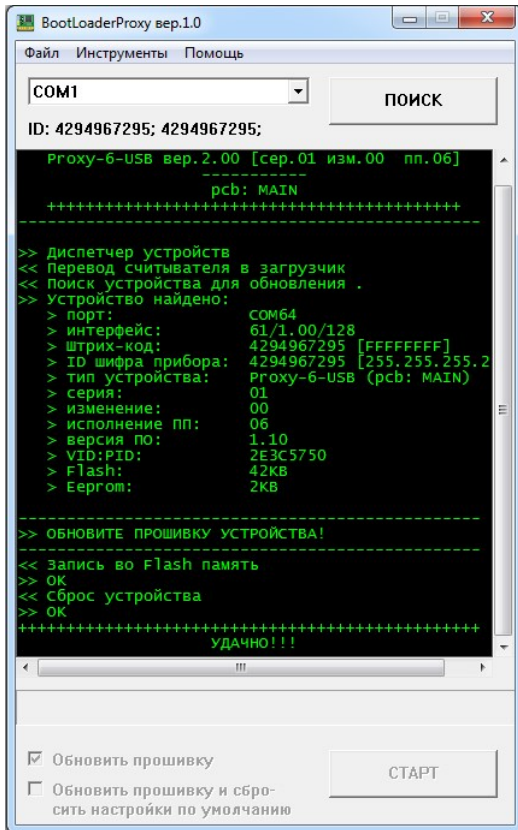 BootLoaderProxy вер.1.0
Файл Инструменты Помощь
COM1
ПОИСК
ID: 4294967295; 4294967295;
Proxy-6-USB вер.2.00 [сер.01 изм.00 пп.06]
-----------
pcb: MAIN
++++++++++++++++++++++++++++++++++++++++++++
-------------------------------------------------
>> Диспетчер устройств
<< Перевод считывателя в загрузчик
<< Поиск устройства для обновления .
>> Устройство найдено:
> порт: COM64
> интерфейс: 61/1.00/128
> Штрих-код: 4294967295 [FFFFFFFF]
> ID шифра прибора: 4294967295 [255.255.255.2
> тип устройства: Proxy-6-USB (pcb: MAIN)
> серия: 01
> изменение: 00
> исполнение ПП: 06
> версия ПО: 1.10
> VID:PID: 2E3C5750
> Flash: 42KB
> Eeprom: 2KB
-------------------------------------------------
>> ОБНОВИТЕ ПРОШИВКУ УСТРОЙСТВА!
-------------------------------------------------
<< Запись во Flash память
>> OK
<< Сброс устройства
>> OK
+++++++++++++++++++++++++++++++++++++++++++++++++
УДАЧНО!!!
Обновить прошивку
СТАРТ
Обновить прошивку и сбро-
сить настройки по умолчанию